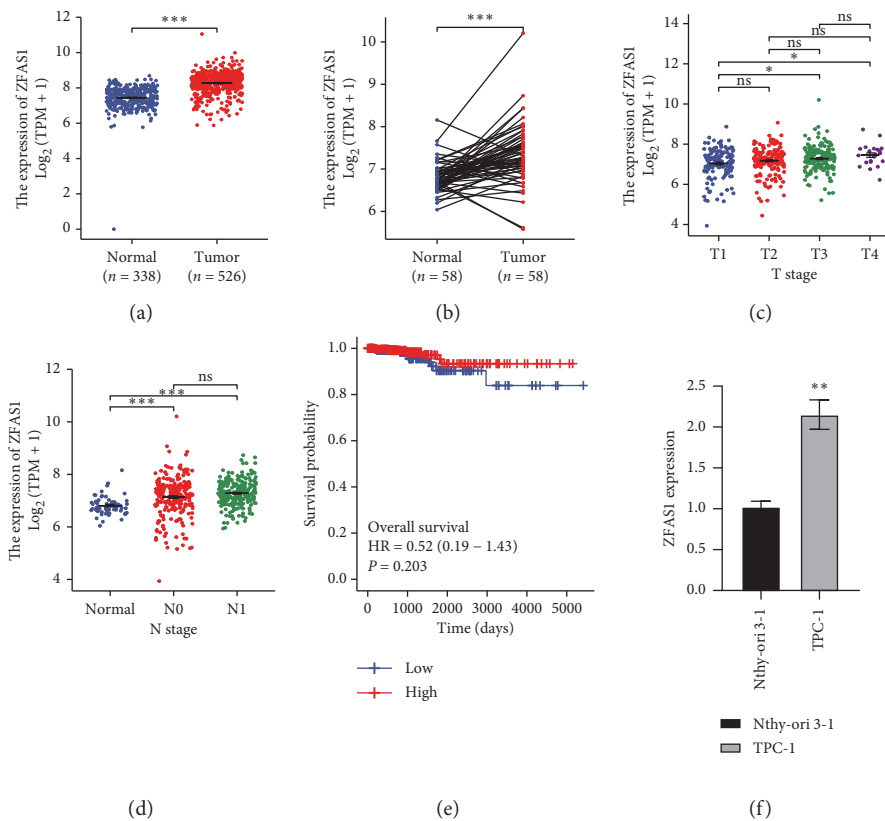 The expression of ZFAS1
Log2 (TPM + 1)
12
10
8
6
4
2
0
***
Normal
(n = 338)
Tumor
(n = 526)
(a)
The expression of ZFAS1
Log2 (TPM + 1)
10
9
8
7
6
***
Normal
(n = 58)
Tumor
(n = 58)
(b)
The expression of ZFAS1
Log2 (TPM + 1)
12
10
8
6
4
ns
ns
ns
*
*
ns
T1
T2
T3
T4
T stage
(c)
The expression of ZFAS1
Log2 (TPM + 1)
12
10
8
6
4
ns
***
***
Normal
N0
N1
N stage
(d)
Survival probability
1.0
0.8
0.6
0.4
0.2
0.0
Overall survival
HR = 0.52 (0.19 − 1.43)
P = 0.203
0
1000
2000
3000
4000
5000
Time (days)
Low
High
(e)
ZFAS1 expression
2.5
2.0
1.5
1.0
0.5
0.0
**
Nthy-ori 3-1
TPC-1
Nthy-ori 3-1
TPC-1
(f)